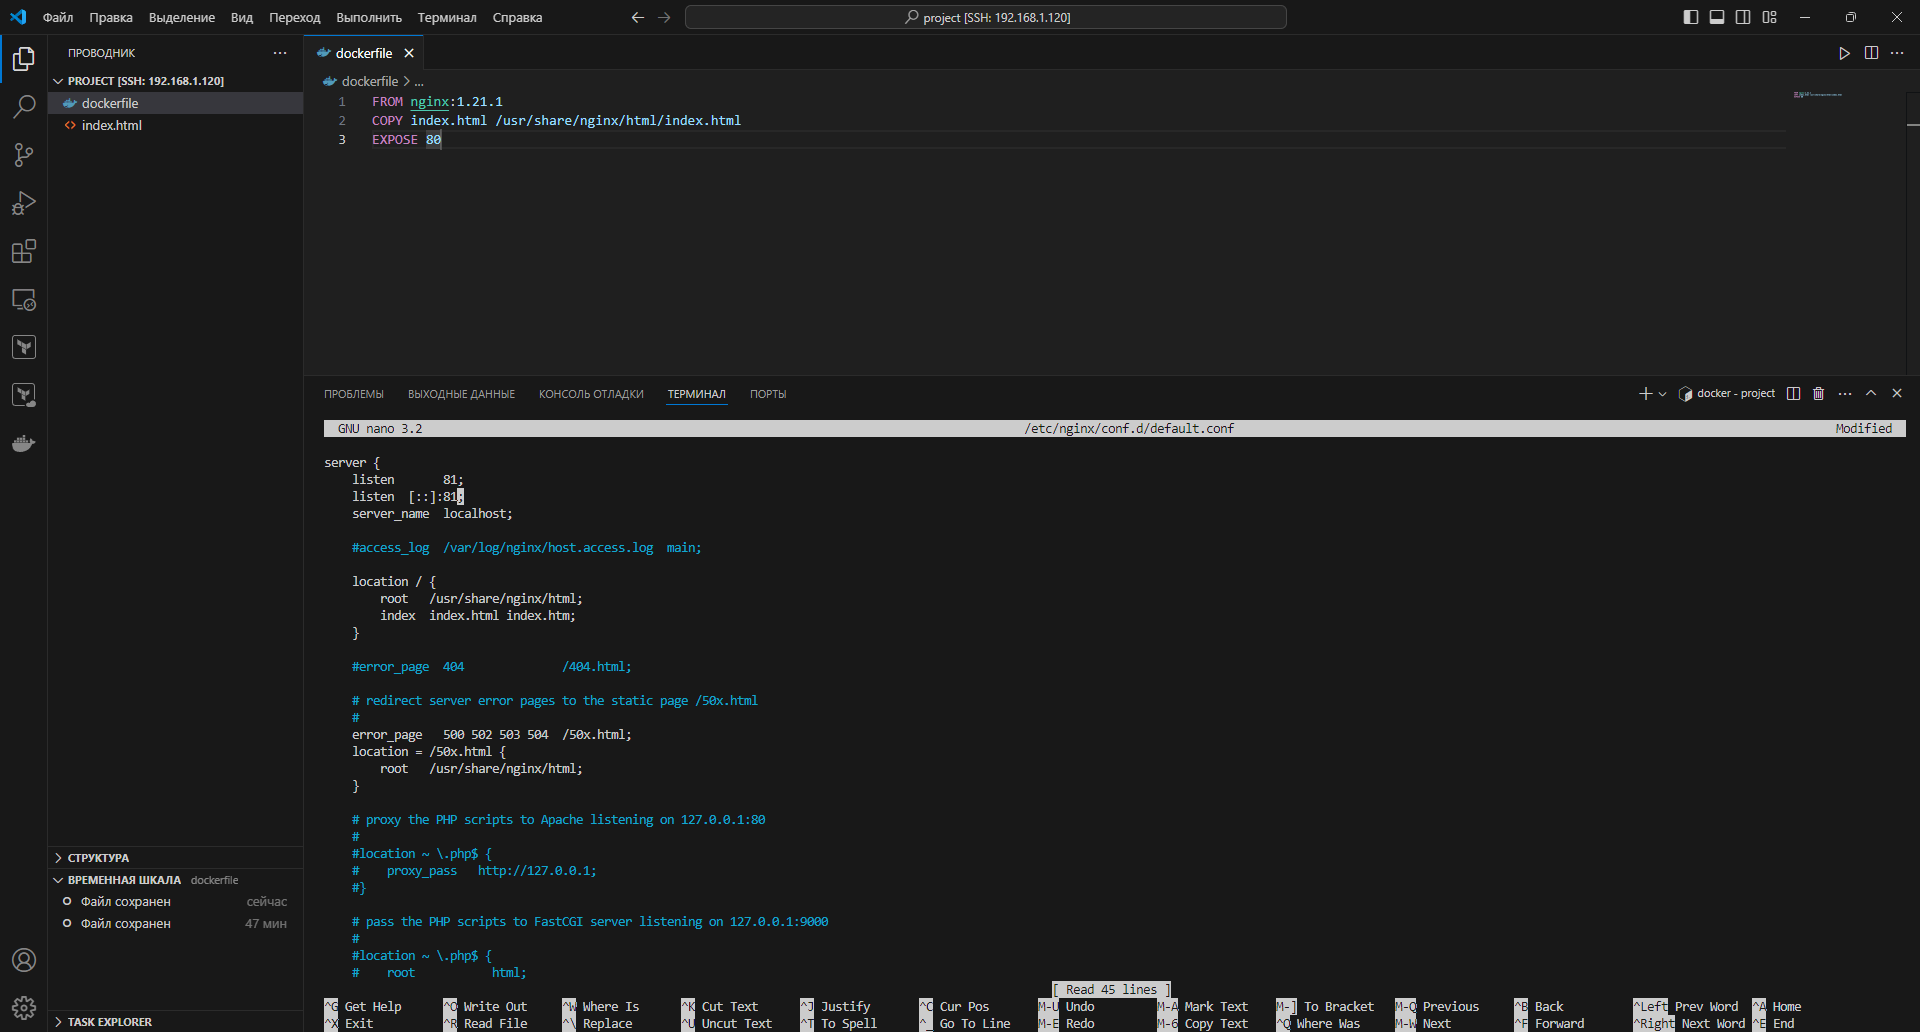 Файл Правка Выделение Вид Переход Выполнить Терминал Справка
project [SSH: 192.168.1.120]
ПРОВОДНИК
PROJECT [SSH: 192.168.1.120]
dockerfile
index.html
dockerfile
dockerfile > ...
1 FROM nginx:1.21.1
2 COPY index.html /usr/share/nginx/html/index.html
3 EXPOSE 80
ПРОБЛЕМЫ ВЫХОДНЫЕ ДАННЫЕ КОНСОЛЬ ОТЛАДКИ ТЕРМИНАЛ ПОРТЫ
docker - project
GNU nano 3.2 /etc/nginx/conf.d/default.conf Modified
server {
    listen       81;
    listen  [::]:81;
    server_name  localhost;
    #access_log  /var/log/nginx/host.access.log  main;
    location / {
        root   /usr/share/nginx/html;
        index  index.html index.htm;
    }
    #error_page  404              /404.html;
    # redirect server error pages to the static page /50x.html
    #
    error_page   500 502 503 504  /50x.html;
    location = /50x.html {
        root   /usr/share/nginx/html;
    }
    # proxy the PHP scripts to Apache listening on 127.0.0.1:80
    #
    #location ~ \.php$ {
    #    proxy_pass   http://127.0.0.1;
    #}
    # pass the PHP scripts to FastCGI server listening on 127.0.0.1:9000
    #
    #location ~ \.php$ {
    #    root           html;
[ Read 45 lines ]
^G Get Help ^O Write Out ^W Where Is ^K Cut Text ^J Justify ^C Cur Pos M-U Undo M-A Mark Text M-] To Bracket M-Q Previous ^B Back ^Left Prev Word ^A Home
^X Exit ^R Read File ^\ Replace ^U Uncut Text ^T To Spell ^_ Go To Line M-E Redo M-6 Copy Text ^Q Where Was M-W Next ^F Forward ^Right Next Word ^E End
СТРУКТУРА
ВРЕМЕННАЯ ШКАЛА dockerfile
Файл сохранен сейчас
Файл сохранен 47 мин
TASK EXPLORER